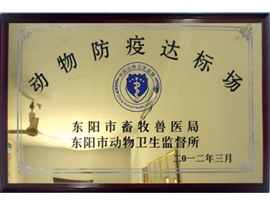 动物防疫达标场
东阳市畜牧兽医局
东阳市动物卫生监督所
二〇一二年三月